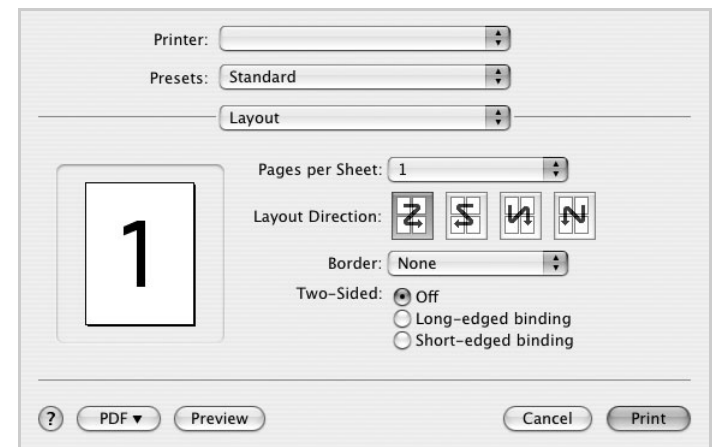 Printer:
Presets: Standard
Layout
1
Pages per Sheet: 1
Layout Direction:
Border: None
Two-Sided: Off
Long-edged binding
Short-edged binding
? PDF▼ Preview Cancel Print